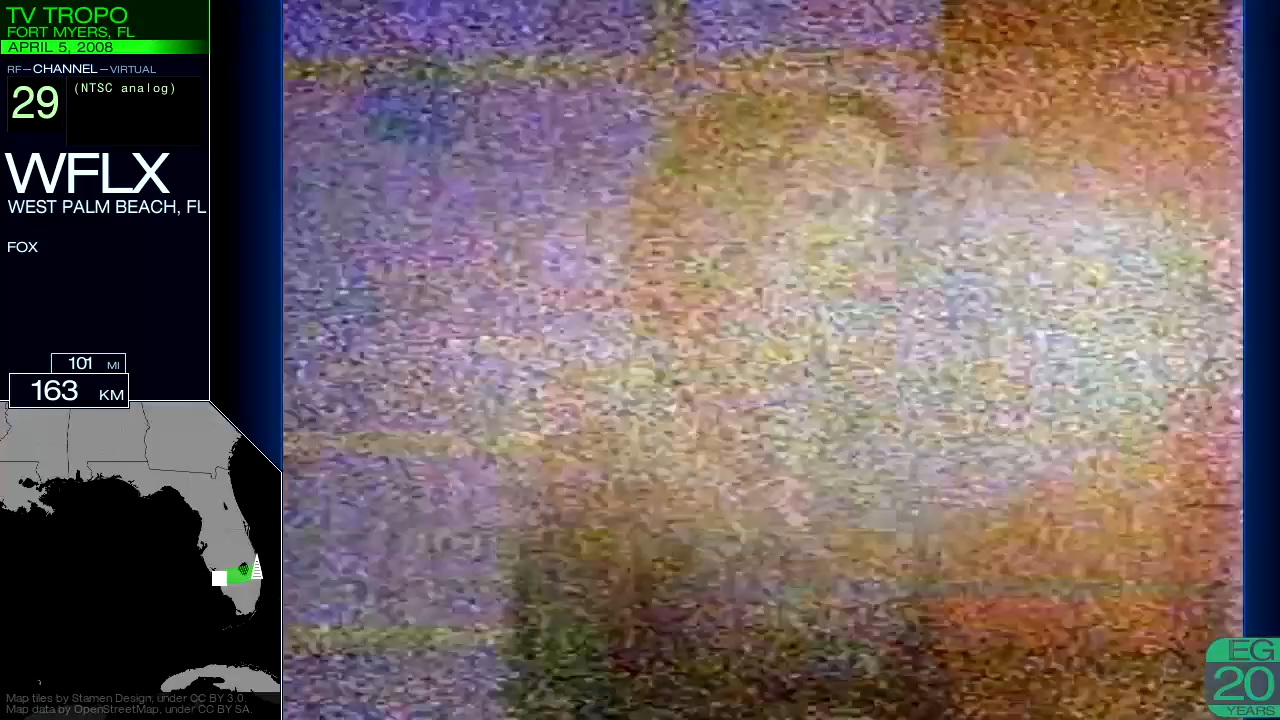 TV TROPO
FORT MYERS, FL
APRIL 5, 2008
RF—CHANNEL—VIRTUAL
29
(NTSC analog)
WFLX
WEST PALM BEACH, FL
FOX
101 MI
163 KM
Map tiles by Stamen Design, under CC BY 3.0.
Map data by OpenStreetMap, under CC BY SA.
EG
20
YEARS